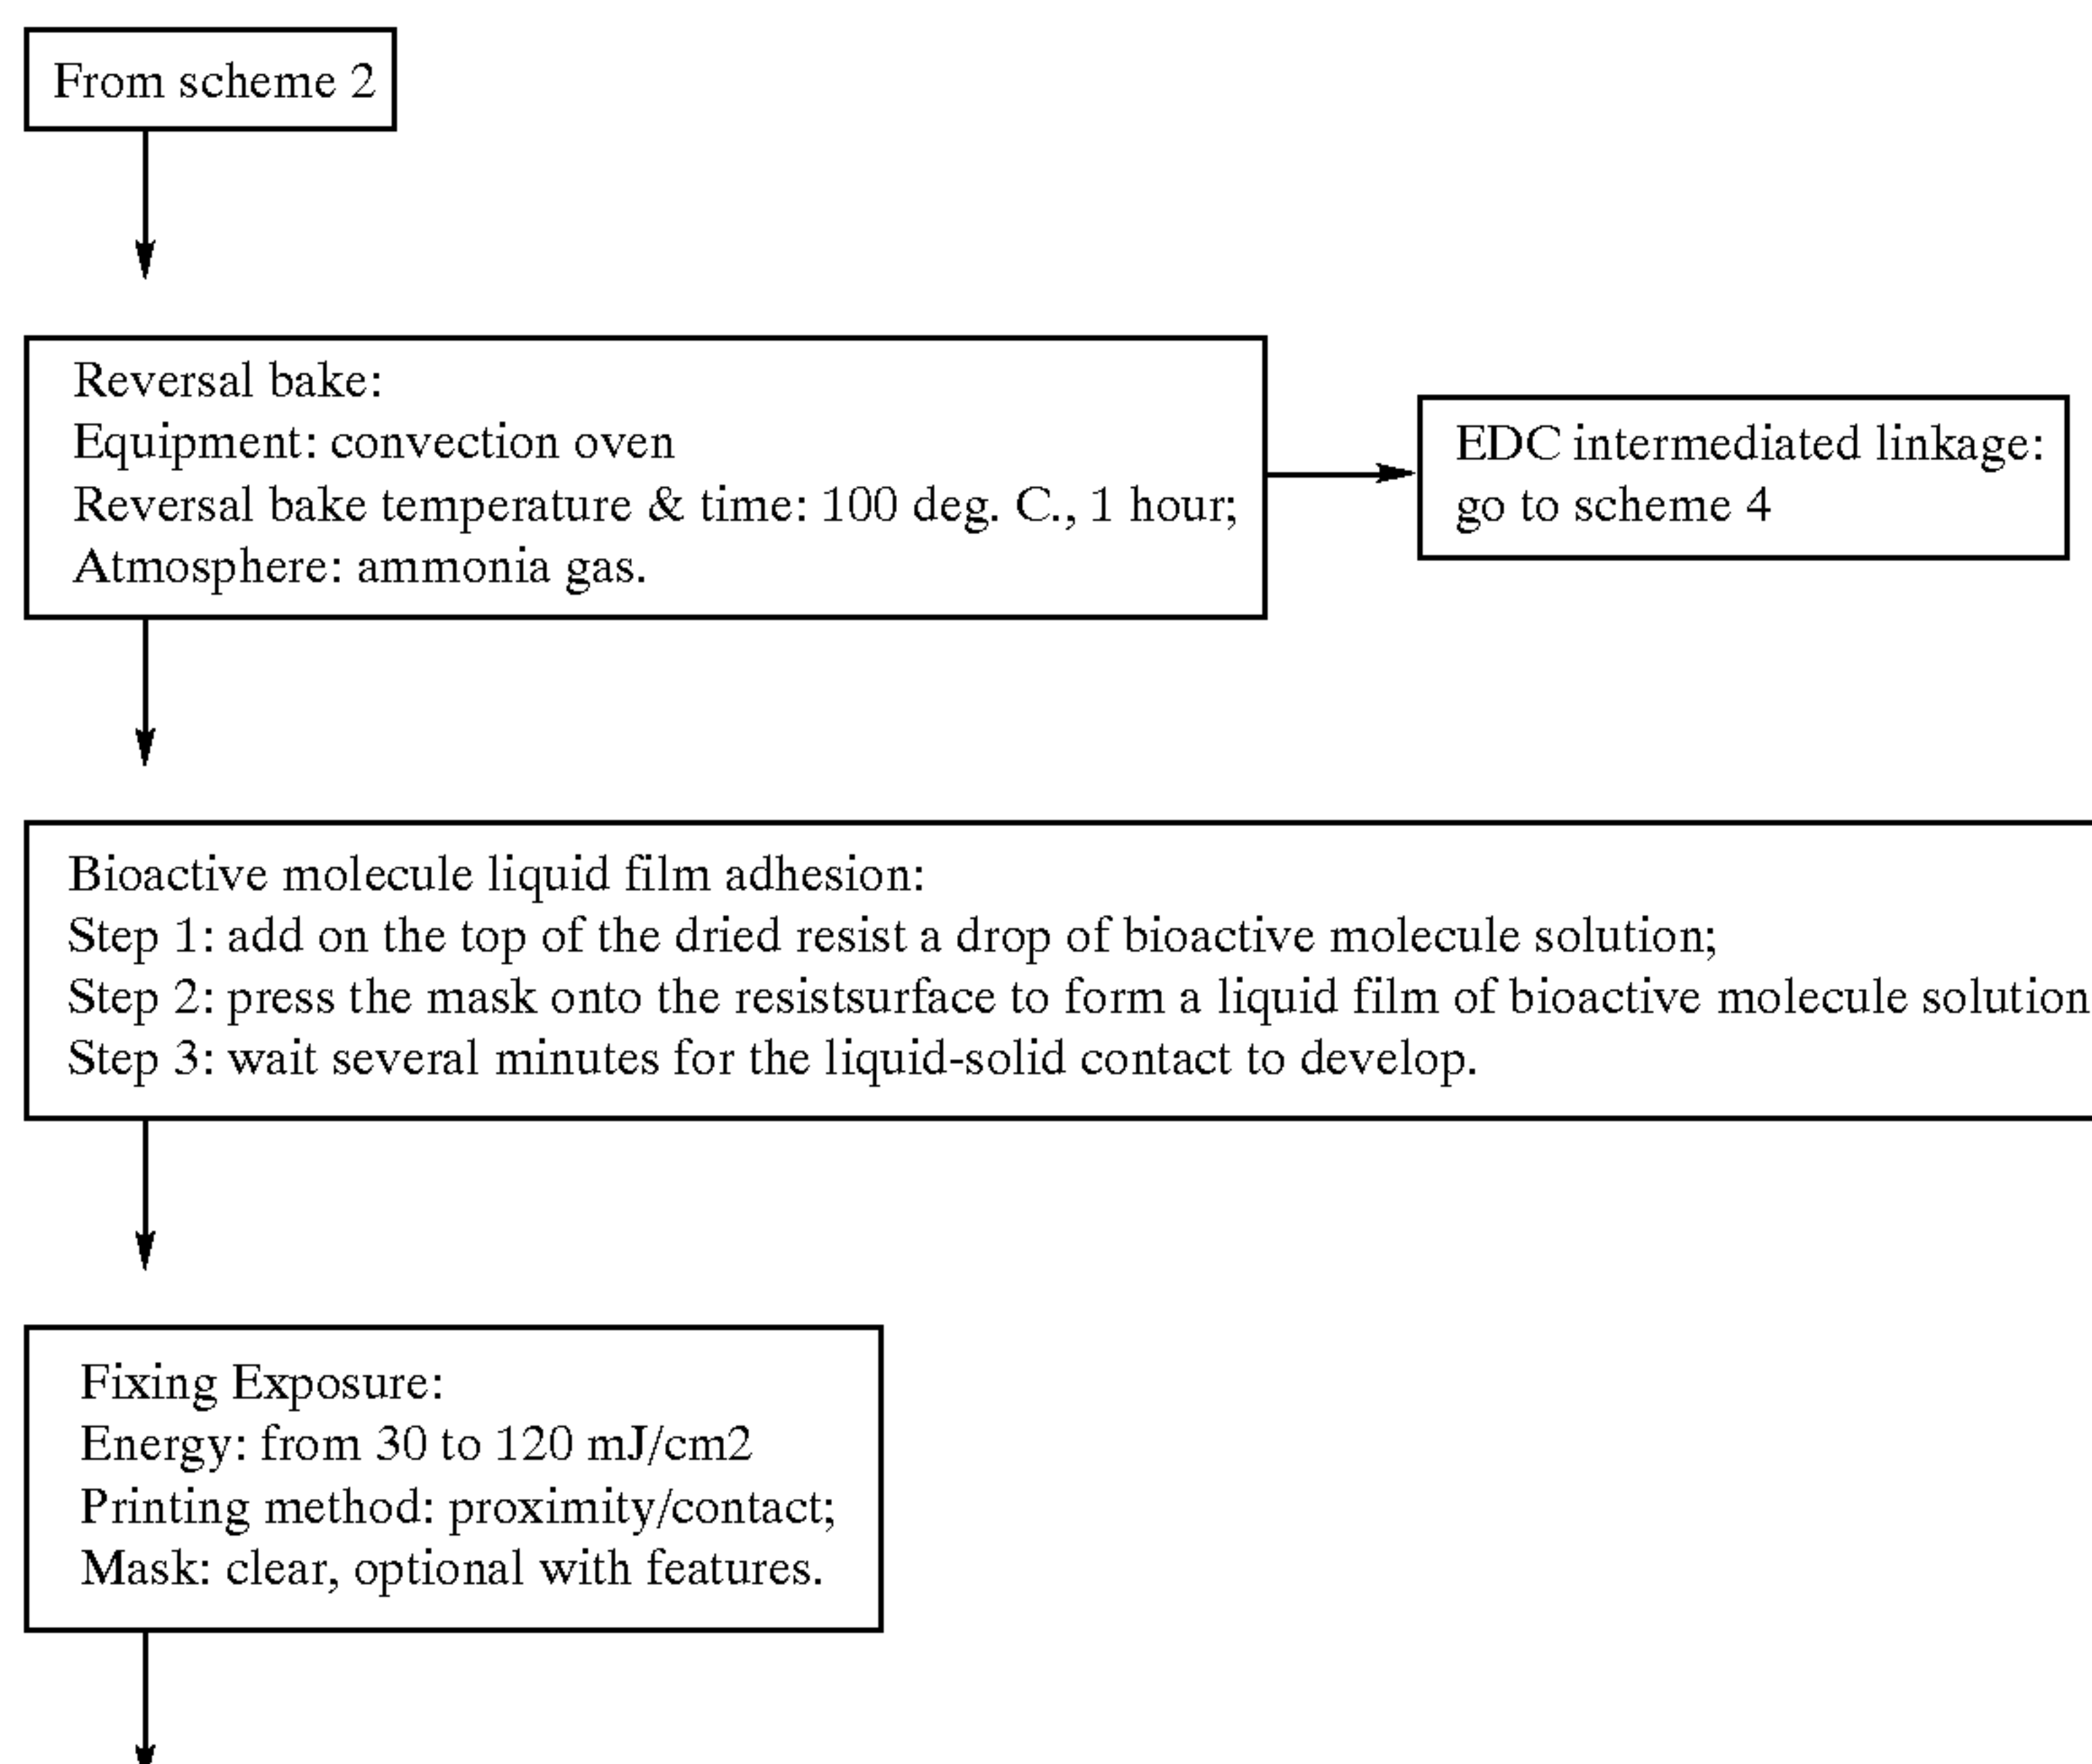 From scheme 2
Reversal bake:
Equipment: convection oven
Reversal bake temperature & time: 100 deg. C., 1 hour;
Atmosphere: ammonia gas.
EDC intermediated linkage:
go to scheme 4
Bioactive molecule liquid film adhesion:
Step 1: add on the top of the dried resist a drop of bioactive molecule solution;
Step 2: press the mask onto the resistsurface to form a liquid film of bioactive molecule solution
Step 3: wait several minutes for the liquid-solid contact to develop.
Fixing Exposure:
Energy: from 30 to 120 mJ/cm2
Printing method: proximity/contact;
Mask: clear, optional with features.